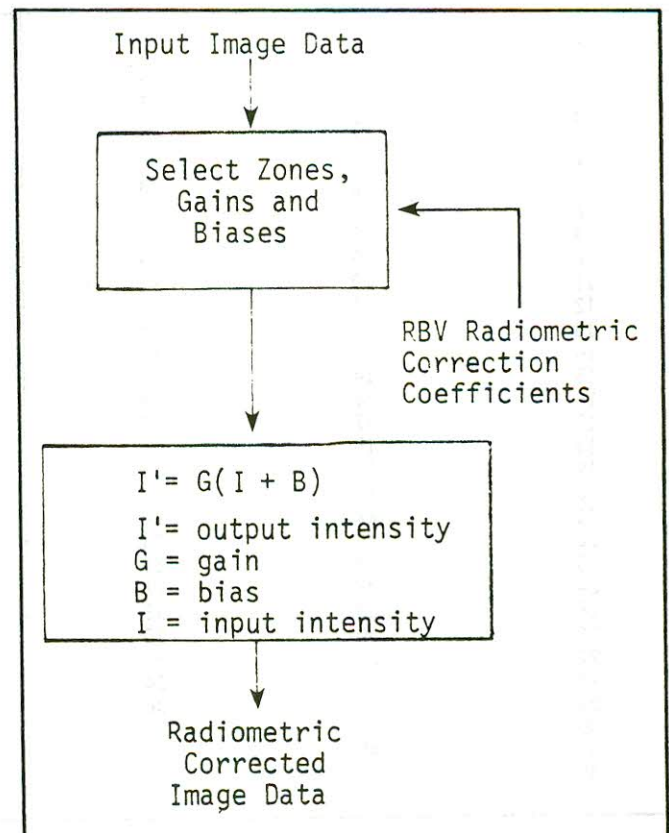 Input Image Data
Select Zones,
Gains and
Biases
RBV Radiometric
Correction
Coefficients
I'= G(I + B)
I'= output intensity
G = gain
B = bias
I = input intensity
Radiometric
Corrected
Image Data